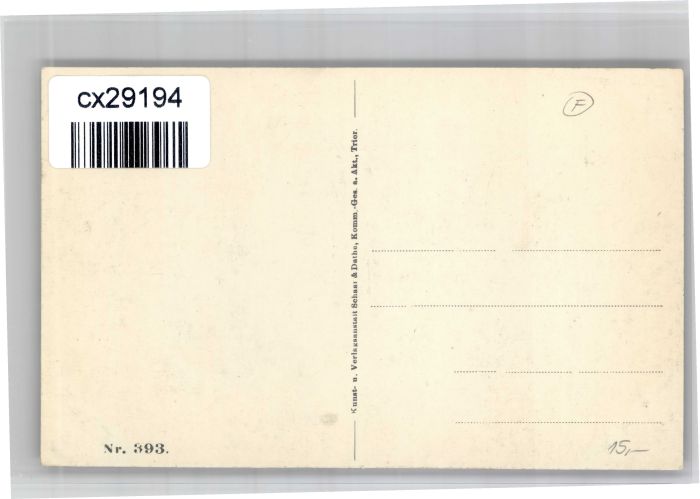 cx29194
F
Kunst- u. Verlagsanstalt Schaar & Dathe, Komm.-Ges. a. Akt., Trier.
Nr. 393.
15,—